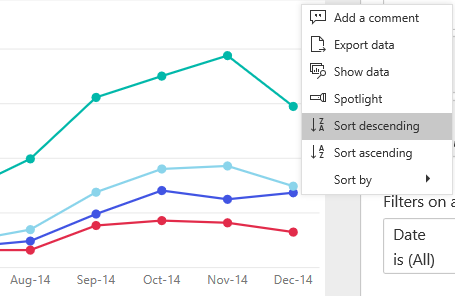 Add a comment
Export data
Show data
Spotlight
Sort descending
Sort ascending
Sort by
Filters on a
Date
is (All)
Aug-14 Sep-14 Oct-14 Nov-14 Dec-14